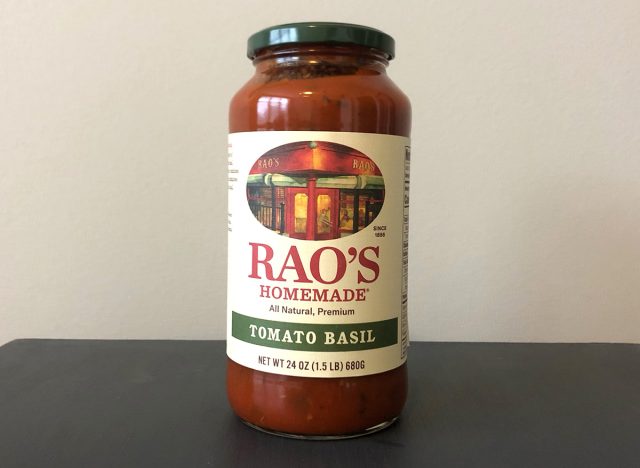 RAO'S RAO'S
SINCE
1896
RAO'S
HOMEMADE®
All Natural, Premium
TOMATO BASIL
NET WT 24 OZ (1.5 LB) 680G